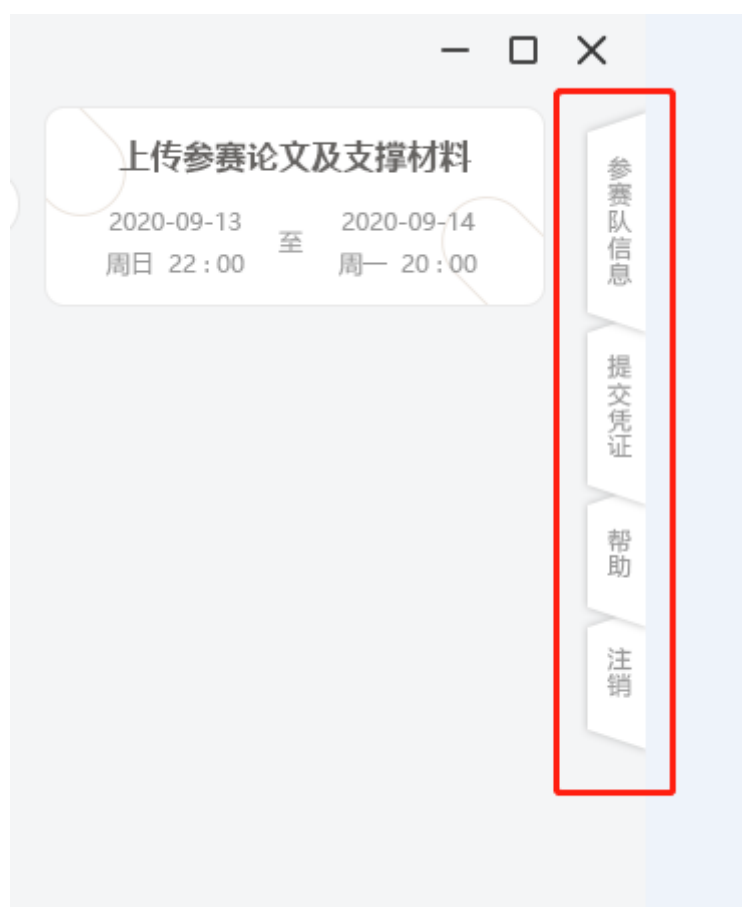 上传参赛论文及支撑材料
2020-09-13
周日 22:00
至
2020-09-14
周一 20:00
参赛队信息
提交凭证
帮助
注销